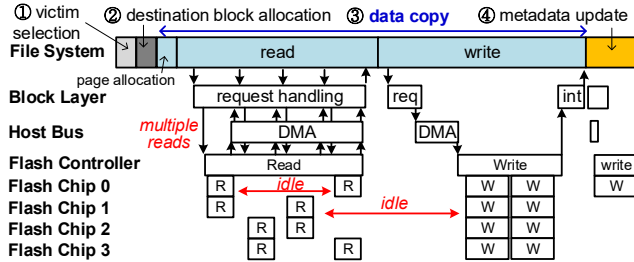 ① victim selection
② destination block allocation
③ data copy
④ metadata update
File System
page allocation
read
write
Block Layer
request handling
req
int
multiple reads
Host Bus
DMA
DMA
Flash Controller
Read
Write
write
Flash Chip 0
R
idle
R
W
W
W
Flash Chip 1
R
R
idle
W
W
Flash Chip 2
R
R
W
W
Flash Chip 3
R
R
W
W